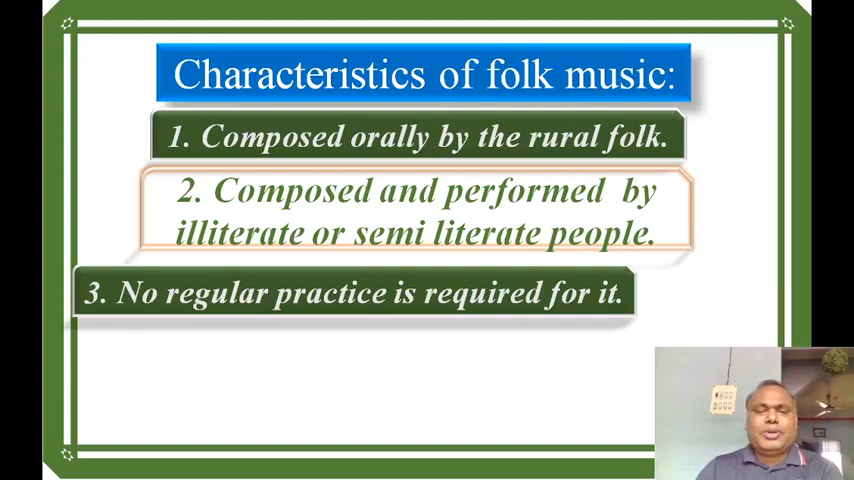 Characteristics of folk music:
1. Composed orally by the rural folk.
2. Composed and performed by
illiterate or semi literate people.
3. No regular practice is required for it.